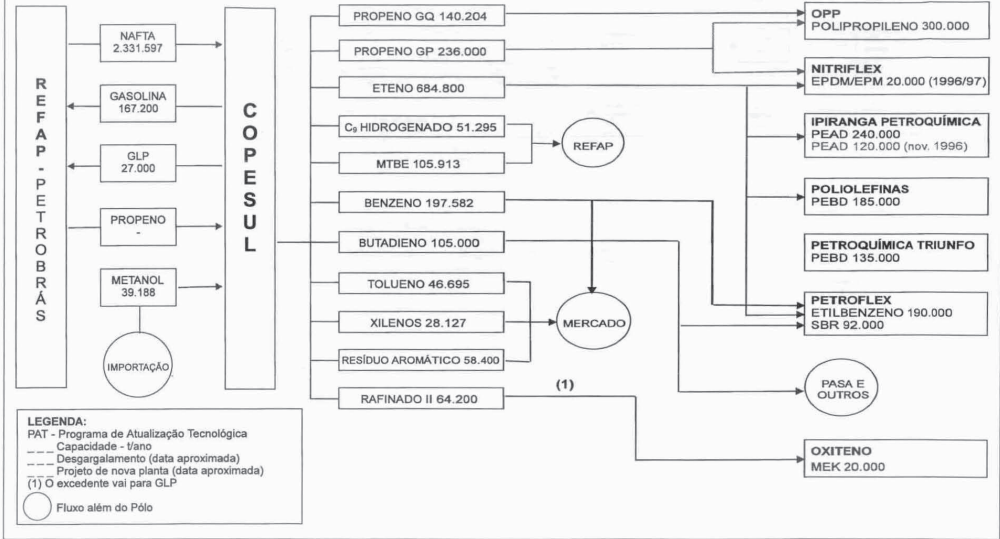 REFAP - PETROBRÁS
NAFTA
2.331.597
GASOLINA
167.200
GLP
27.000
PROPENO
-
METANOL
39.188
IMPORTAÇÃO
COPESUL
PROPENO GQ 140.204
PROPENO GP 236.000
ETENO 684.800
C₉ HIDROGENADO 51.295
MTBE 105.913
BENZENO 197.582
BUTADIENO 105.000
TOLUENO 46.695
XILENOS 28.127
RESÍDUO AROMÁTICO 58.400
RAFINADO II 64.200
REFAP
MERCADO
(1)
OPP
POLIPROPILENO 300.000
NITRIFLEX
EPDM/EPM 20.000 (1996/97)
IPIRANGA PETROQUÍMICA
PEAD 240.000
PEAD 120.000 (nov. 1996)
POLIOLEFINAS
PEBD 185.000
PETROQUÍMICA TRIUNFO
PEBD 135.000
PETROFLEX
ETILBENZENO 190.000
SBR 92.000
PASA E
OUTROS
OXITENO
MEK 20.000
LEGENDA:
PAT - Programa de Atualização Tecnológica
___ Capacidade - t/ano
___ Desgargalamento (data aproximada)
___ Projeto de nova planta (data aproximada)
(1) O excedente vai para GLP
Fluxo além do Pólo